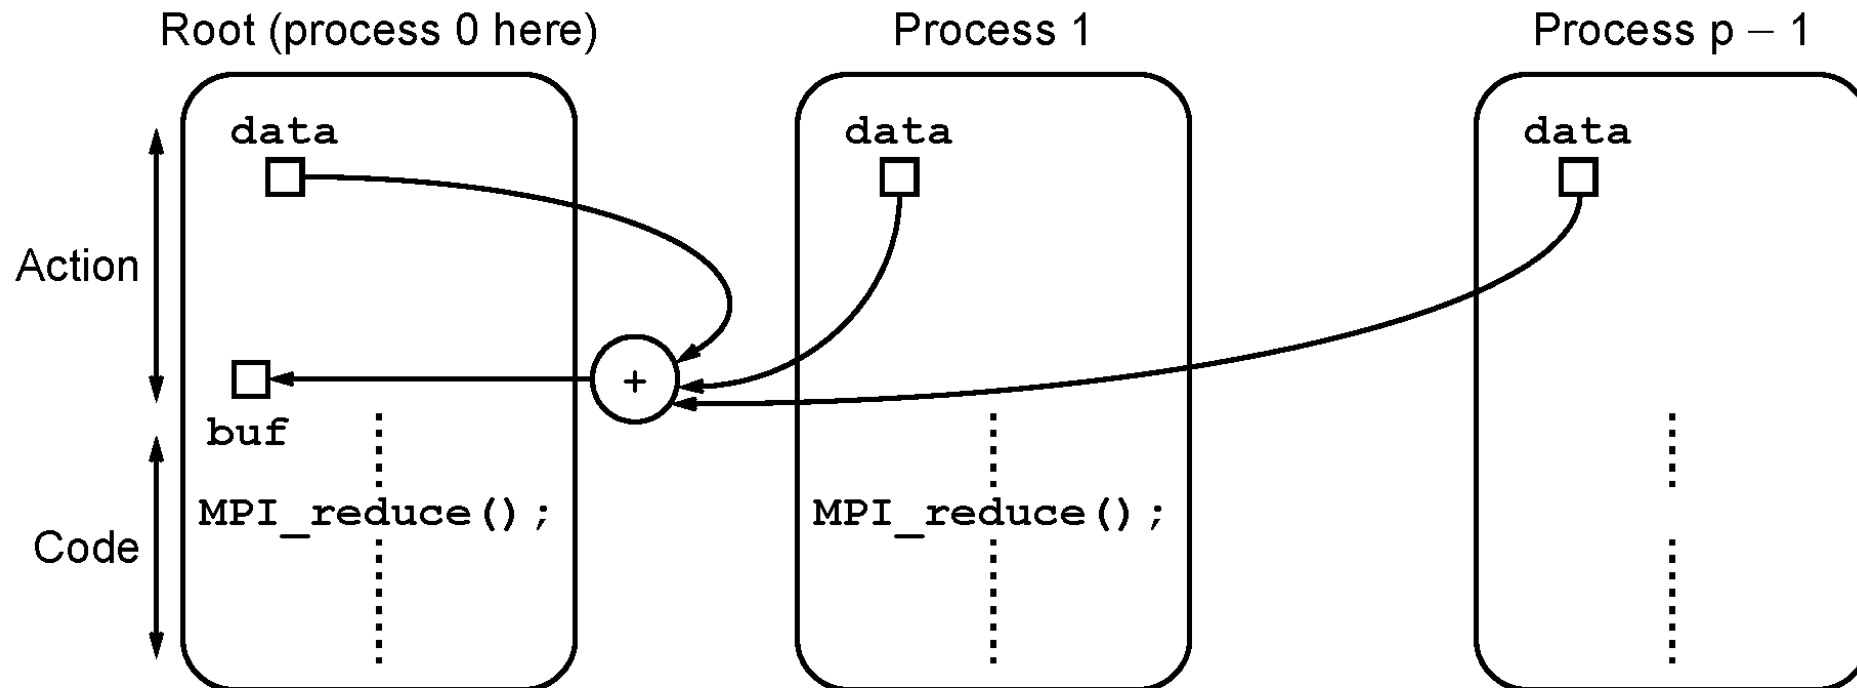 Root (process 0 here) Process 1 Process p – 1
data data data
Action
+
buf
MPI_reduce(); MPI_reduce();
Code